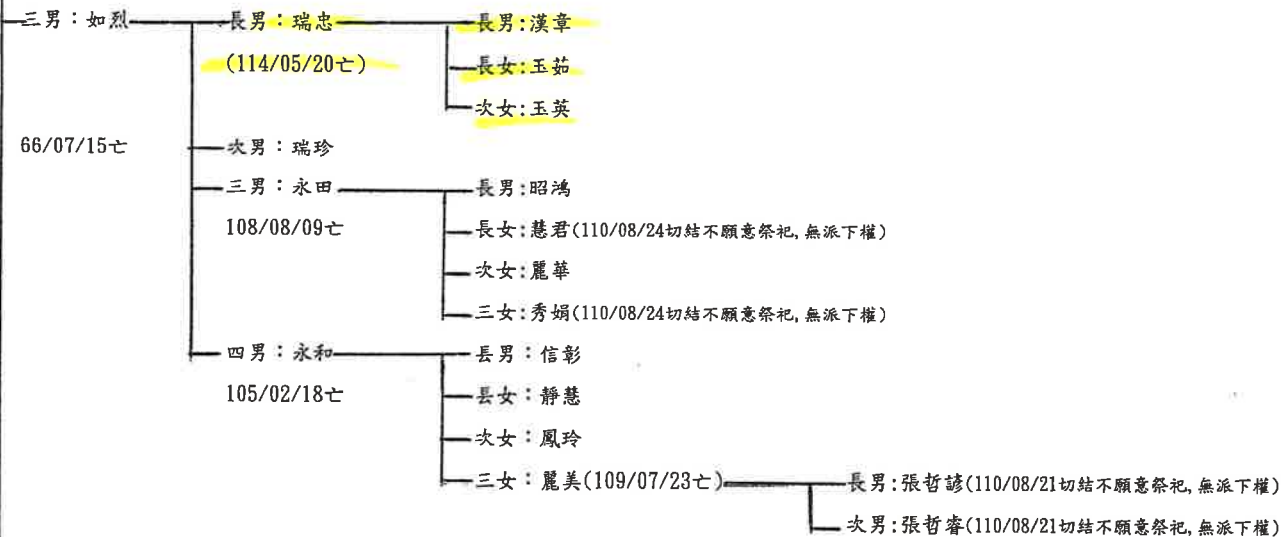 三男：如烈 長男：瑞忠 長男:漢章
(114/05/20亡) 長女:玉茹
次女:玉英
66/07/15亡 次男：瑞珍
三男：永田 長男:昭鴻
108/08/09亡 長女:慧君(110/08/24切結不願意祭祀,無派下權)
次女:麗華
三女:秀娟(110/08/24切結不願意祭祀,無派下權)
四男：永和 長男：信彰
105/02/18亡 長女：靜慧
次女：鳳玲
三女：麗美(109/07/23亡) 長男:張哲諺(110/08/21切結不願意祭祀,無派下權)
次男:張哲睿(110/08/21切結不願意祭祀,無派下權)